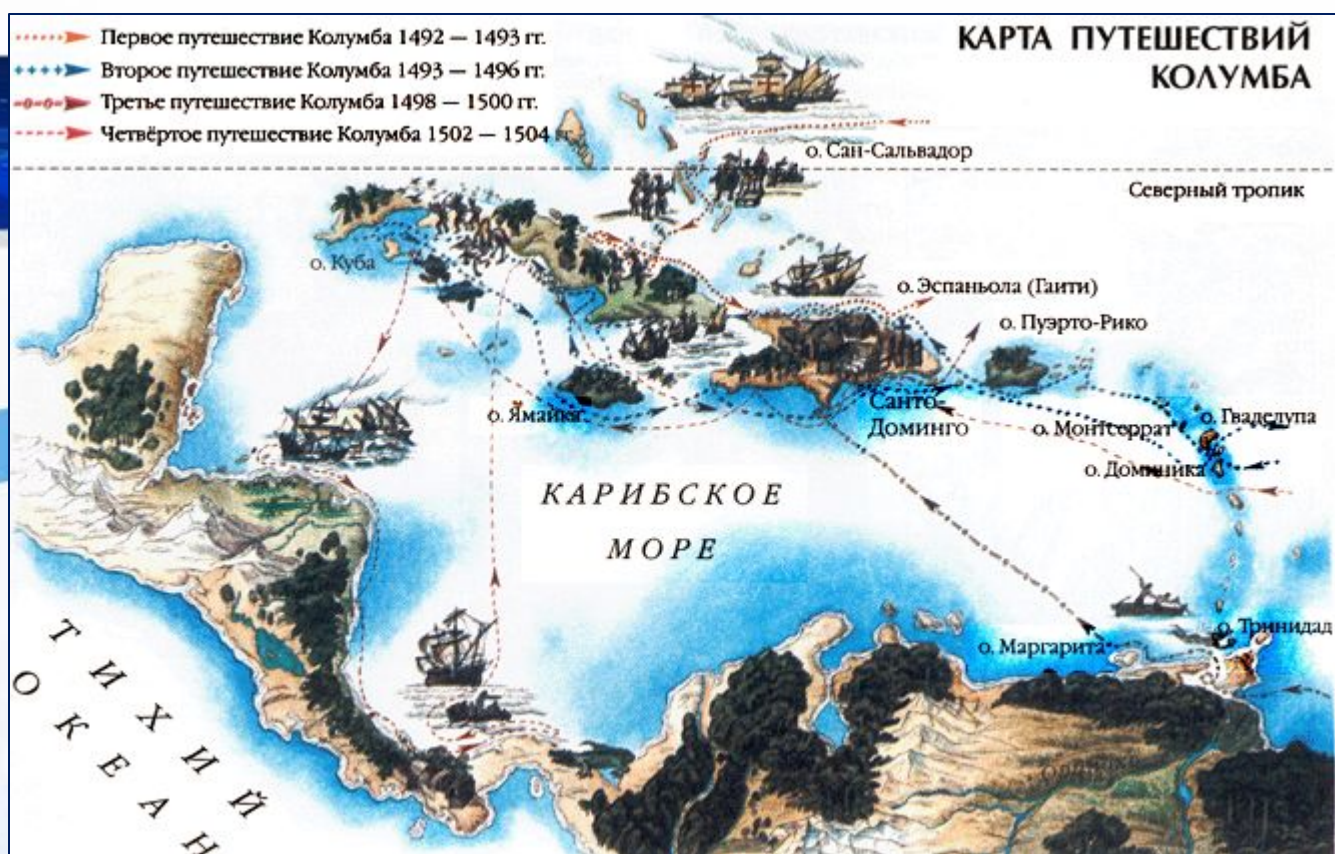 Первое путешествие Колумба 1492 — 1493 гг.
Второе путешествие Колумба 1493 — 1496 гг.
Третье путешествие Колумба 1498 — 1500 гг.
Четвёртое путешествие Колумба 1502 — 1504 гг.
КАРТА ПУТЕШЕСТВИЙ
КОЛУМБА
о. Сан-Сальвадор
Северный тропик
о. Куба
о. Эспаньола (Гаити)
о. Пуэрто-Рико
о. Ямайка
Санто-
Доминго
о. Гваделупа
о. Монтсеррат
о. Доминика
КАРИБСКОЕ
МОРЕ
о. Тринидад
о. Маргарита
ТИХИЙ
ОКЕАН